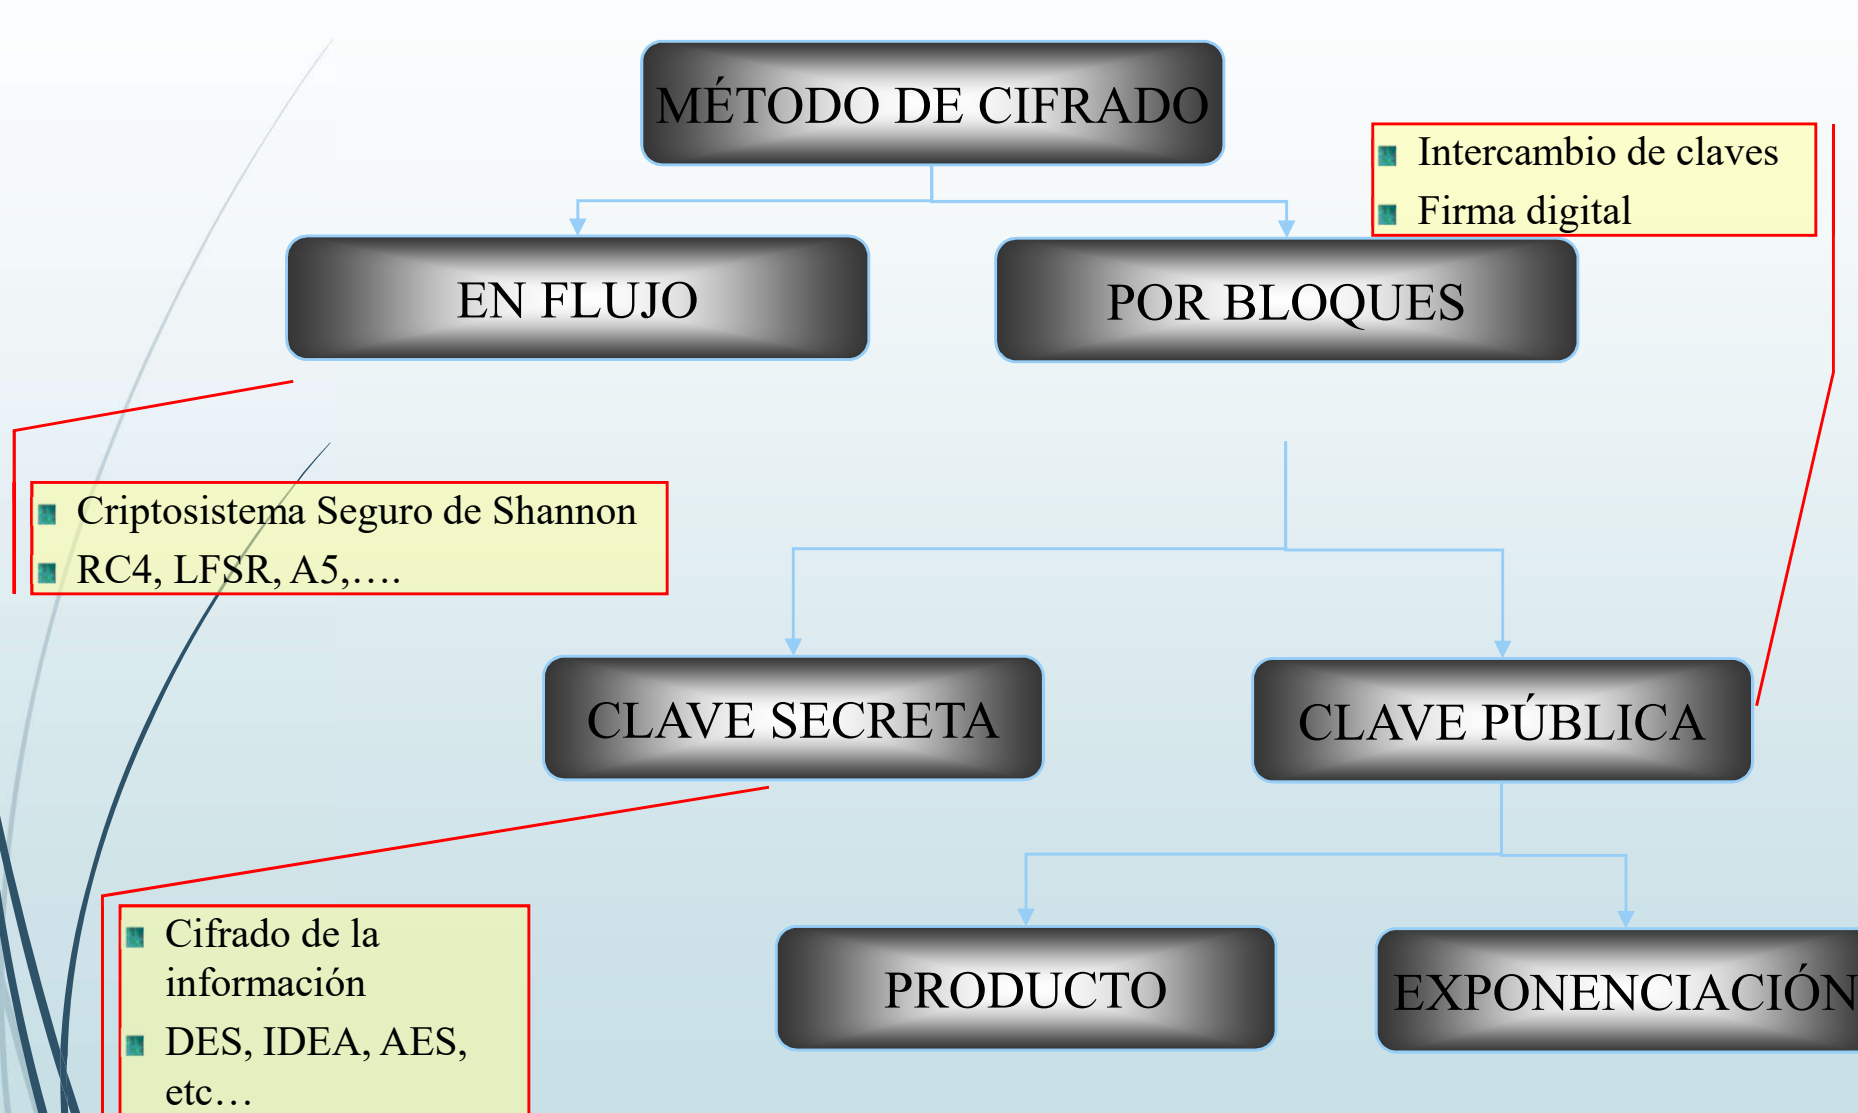 MÉTODO DE CIFRADO
Intercambio de claves
Firma digital
EN FLUJO
POR BLOQUES
Criptosistema Seguro de Shannon
RC4, LFSR, A5,….
CLAVE SECRETA
CLAVE PÚBLICA
Cifrado de la
información
DES, IDEA, AES,
etc…
PRODUCTO
EXPONENCIACIÓN